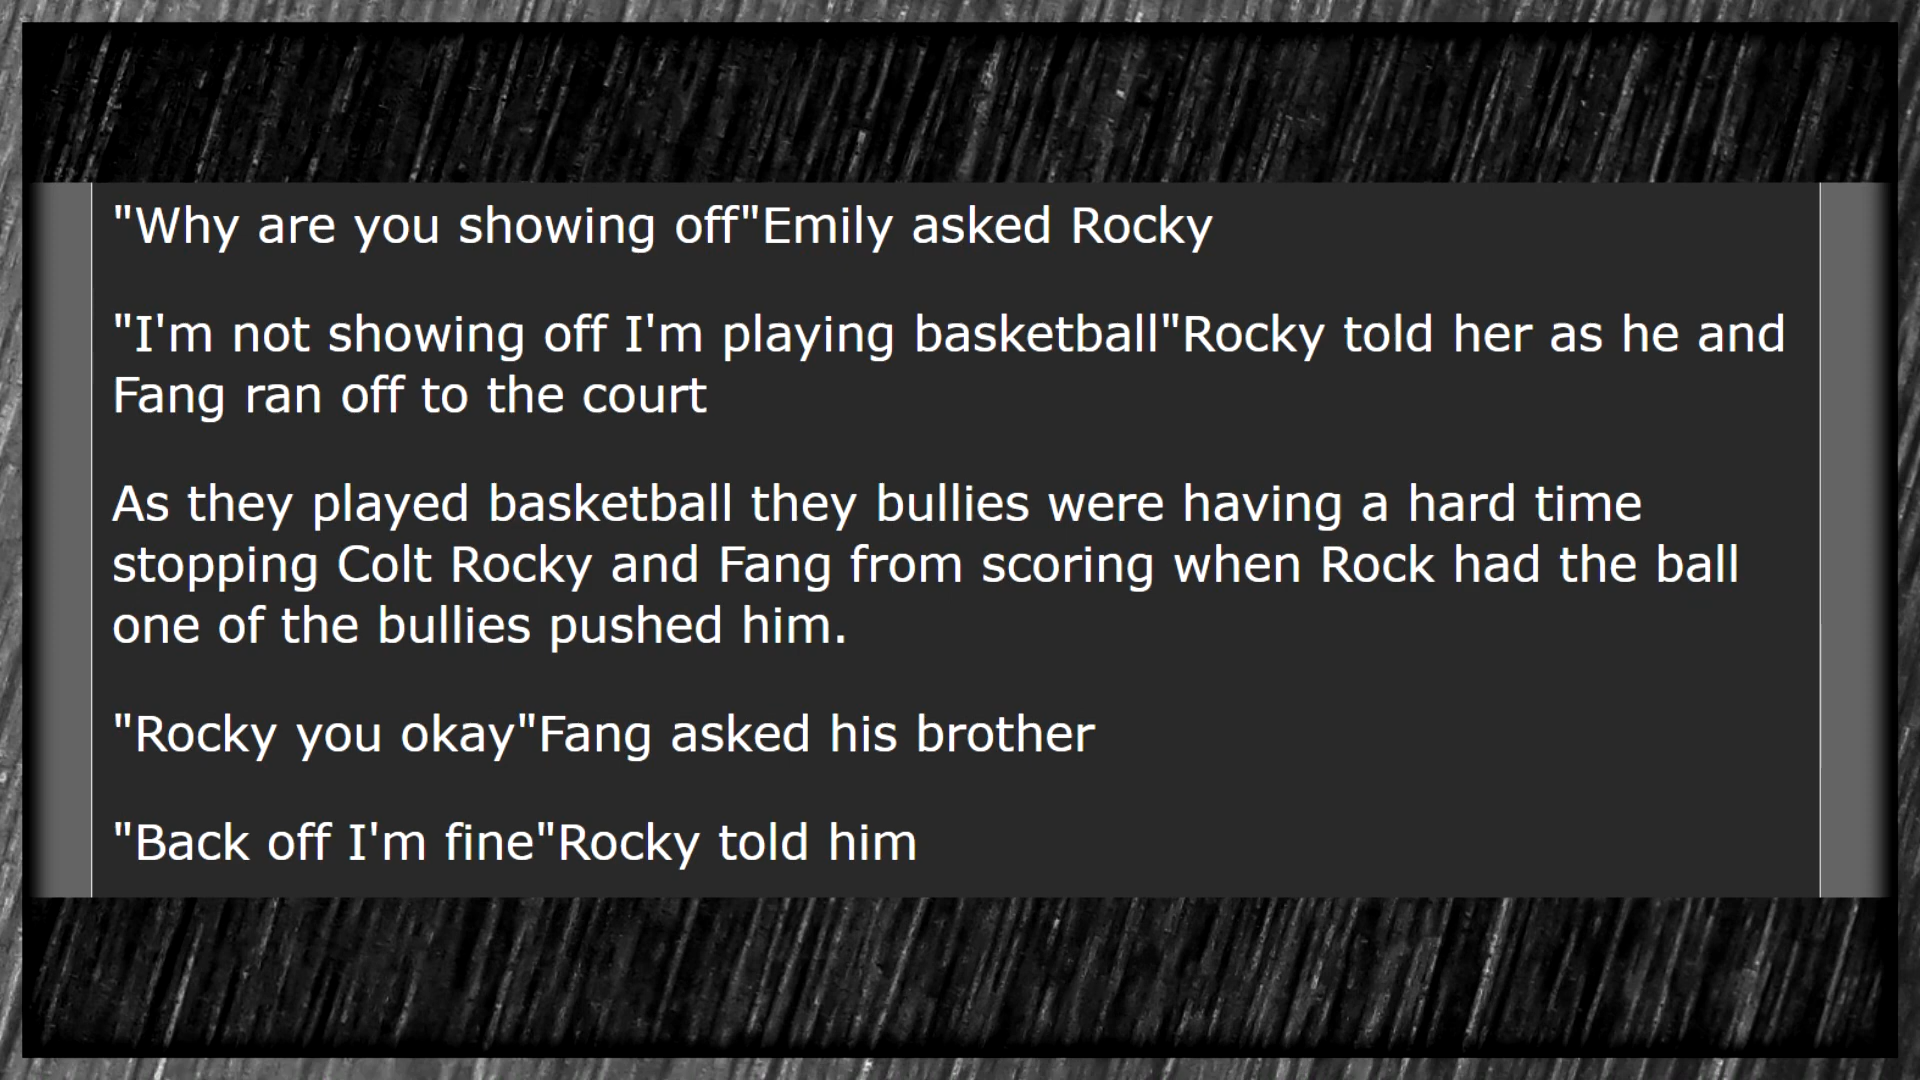 "Why are you showing off"Emily asked Rocky
"I'm not showing off I'm playing basketball"Rocky told her as he and
Fang ran off to the court
As they played basketball they bullies were having a hard time
stopping Colt Rocky and Fang from scoring when Rock had the ball
one of the bullies pushed him.
"Rocky you okay"Fang asked his brother
"Back off I'm fine"Rocky told him